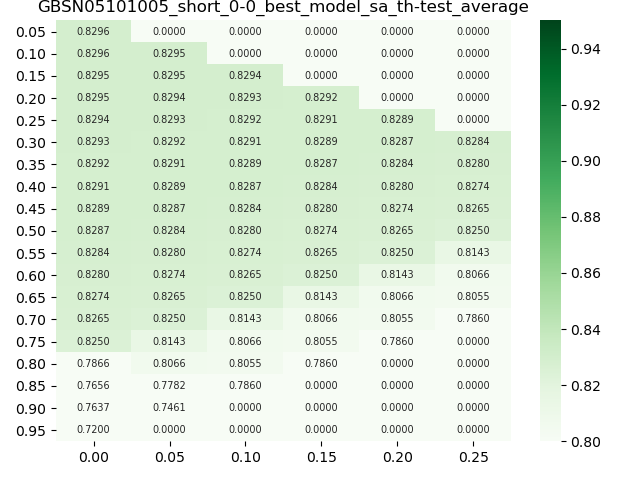 GBSN05101005_short_0-0_best_model_sa_th-test_average
0.05 0.8296 0.0000 0.0000 0.0000 0.0000 0.0000
0.10 0.8295 0.8295 0.0000 0.0000 0.0000 0.0000
0.15 0.8295 0.8295 0.8294 0.0000 0.0000 0.0000
0.20 0.8295 0.8294 0.8293 0.8292 0.0000 0.0000
0.25 0.8294 0.8293 0.8292 0.8291 0.8289 0.0000
0.30 0.8293 0.8292 0.8291 0.8289 0.8287 0.8284
0.35 0.8292 0.8291 0.8289 0.8287 0.8284 0.8280
0.40 0.8291 0.8289 0.8287 0.8284 0.8280 0.8274
0.45 0.8289 0.8287 0.8284 0.8280 0.8274 0.8265
0.50 0.8287 0.8284 0.8280 0.8274 0.8265 0.8250
0.55 0.8284 0.8280 0.8274 0.8265 0.8250 0.8143
0.60 0.8280 0.8274 0.8265 0.8250 0.8143 0.8066
0.65 0.8274 0.8265 0.8250 0.8143 0.8066 0.8055
0.70 0.8265 0.8250 0.8143 0.8066 0.8055 0.7860
0.75 0.8250 0.8143 0.8066 0.8055 0.7860 0.0000
0.80 0.7866 0.8066 0.8055 0.7860 0.0000 0.0000
0.85 0.7656 0.7782 0.7860 0.0000 0.0000 0.0000
0.90 0.7637 0.7461 0.0000 0.0000 0.0000 0.0000
0.95 0.7200 0.0000 0.0000 0.0000 0.0000 0.0000
0.00 0.05 0.10 0.15 0.20 0.25
0.94
0.92
0.90
0.88
0.86
0.84
0.82
0.80